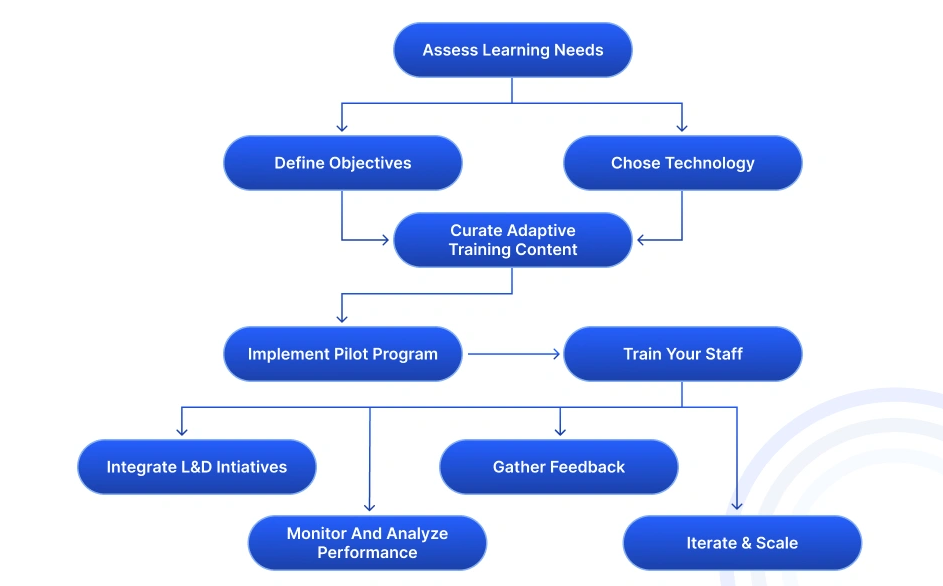 Assess Learning Needs
Define Objectives
Chose Technology
Curate Adaptive
Training Content
Implement Pilot Program
Train Your Staff
Integrate L&D Intiatives
Gather Feedback
Monitor And Analyze
Performance
Iterate & Scale